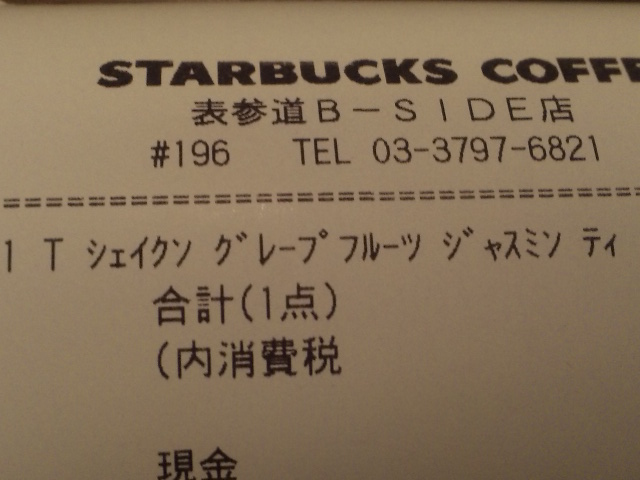 STARBUCKS COFFE
表参道B-SIDE店
#196 TEL 03-3797-6821
==============================================
1 T シェイクン グレープフルーツ ジャスミン ティ
合計(1点)
(内消費税
現金